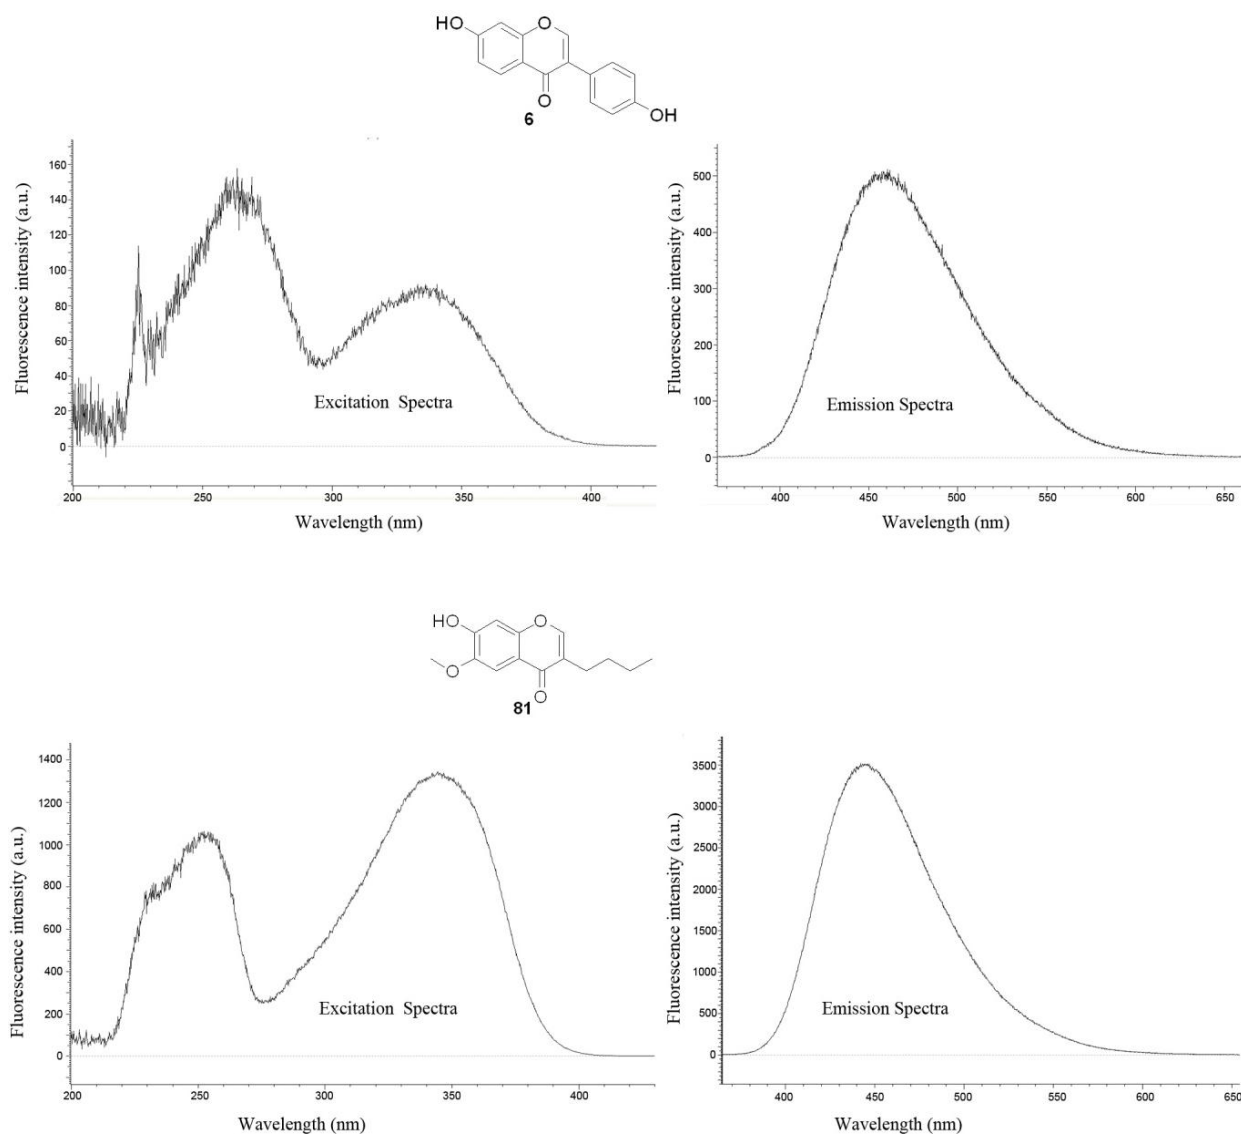 HO
O
O
OH
6
Fluorescence intensity (a.u.)
160
140
120
100
80
60
40
20
0
Excitation Spectra
200
250
300
350
400
Wavelength (nm)
Fluorescence intensity (a.u.)
500
400
300
200
100
0
Emission Spectra
400
450
500
550
600
650
Wavelength (nm)
HO
O
O
O
81
Fluorescence intensity (a.u.)
1400
1200
1000
800
600
400
200
0
Excitation Spectra
200
250
300
350
400
Wavelength (nm)
Fluorescence intensity (a.u.)
3500
3000
2500
2000
1500
1000
500
0
Emission Spectra
400
450
500
550
600
650
Wavelength (nm)